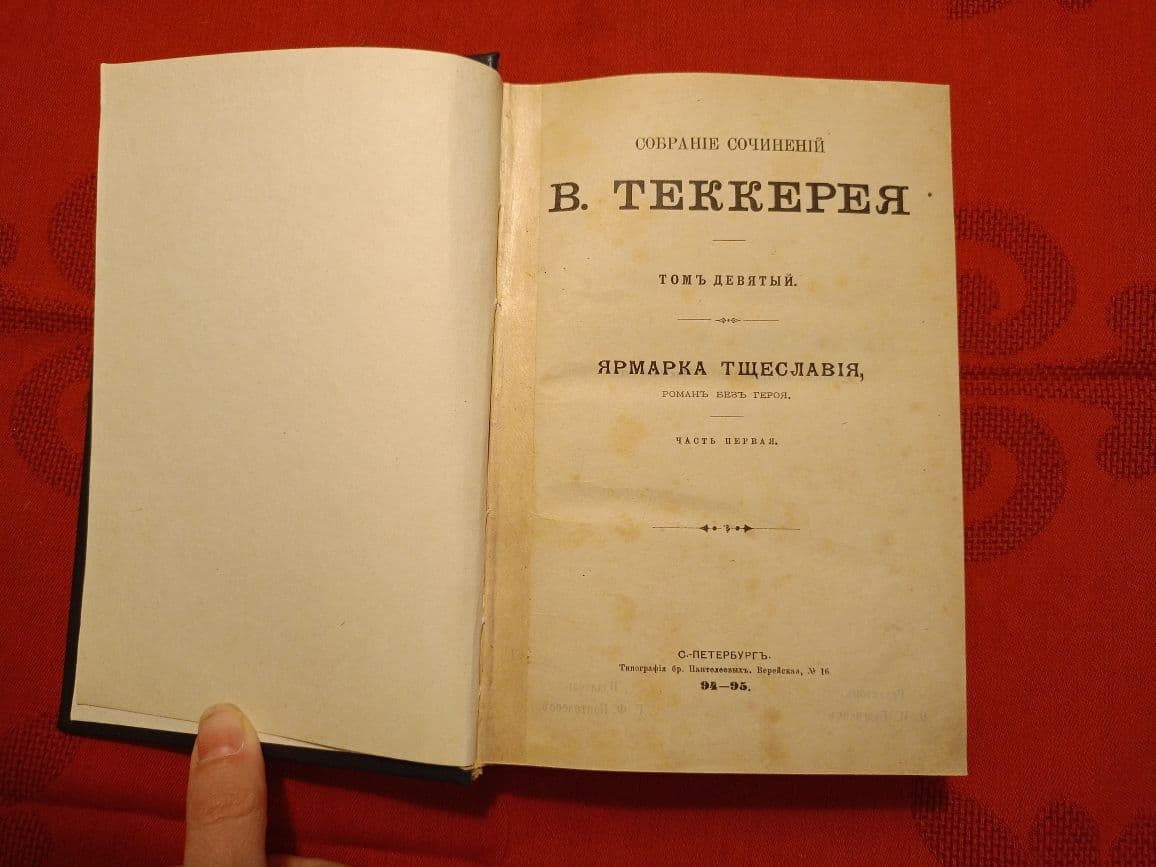 СОБРАНІЕ СОЧИНЕНІЙ
В. ТЕККЕРЕЯ
ТОМЪ ДЕВЯТЫЙ.
ЯРМАРКА ТЩЕСЛАВІЯ,
РОМАНЪ БЕЗЪ ГЕРОЯ.
ЧАСТЬ ПЕРВАЯ.
С.-ПЕТЕРБУРГЪ.
Типографія бр. Пантелеевыхъ. Верейская, № 16.
94—95.